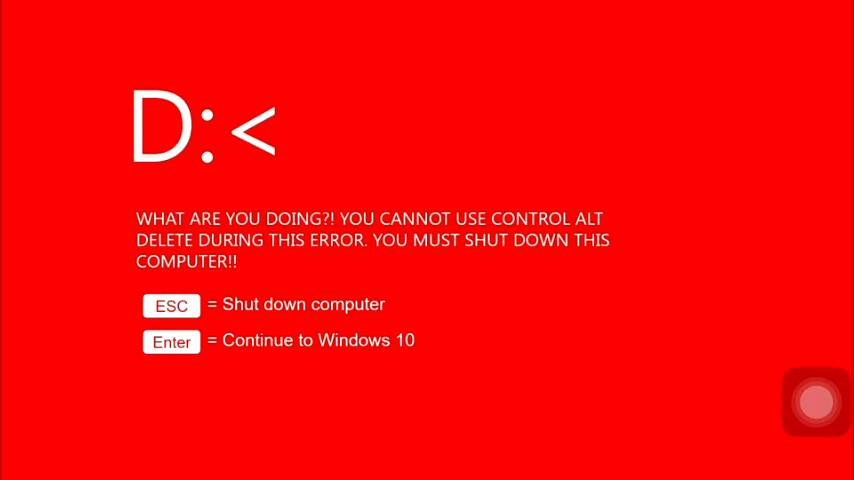 D:<
WHAT ARE YOU DOING?! YOU CANNOT USE CONTROL ALT
DELETE DURING THIS ERROR. YOU MUST SHUT DOWN THIS
COMPUTER!!
ESC = Shut down computer
Enter = Continue to Windows 10